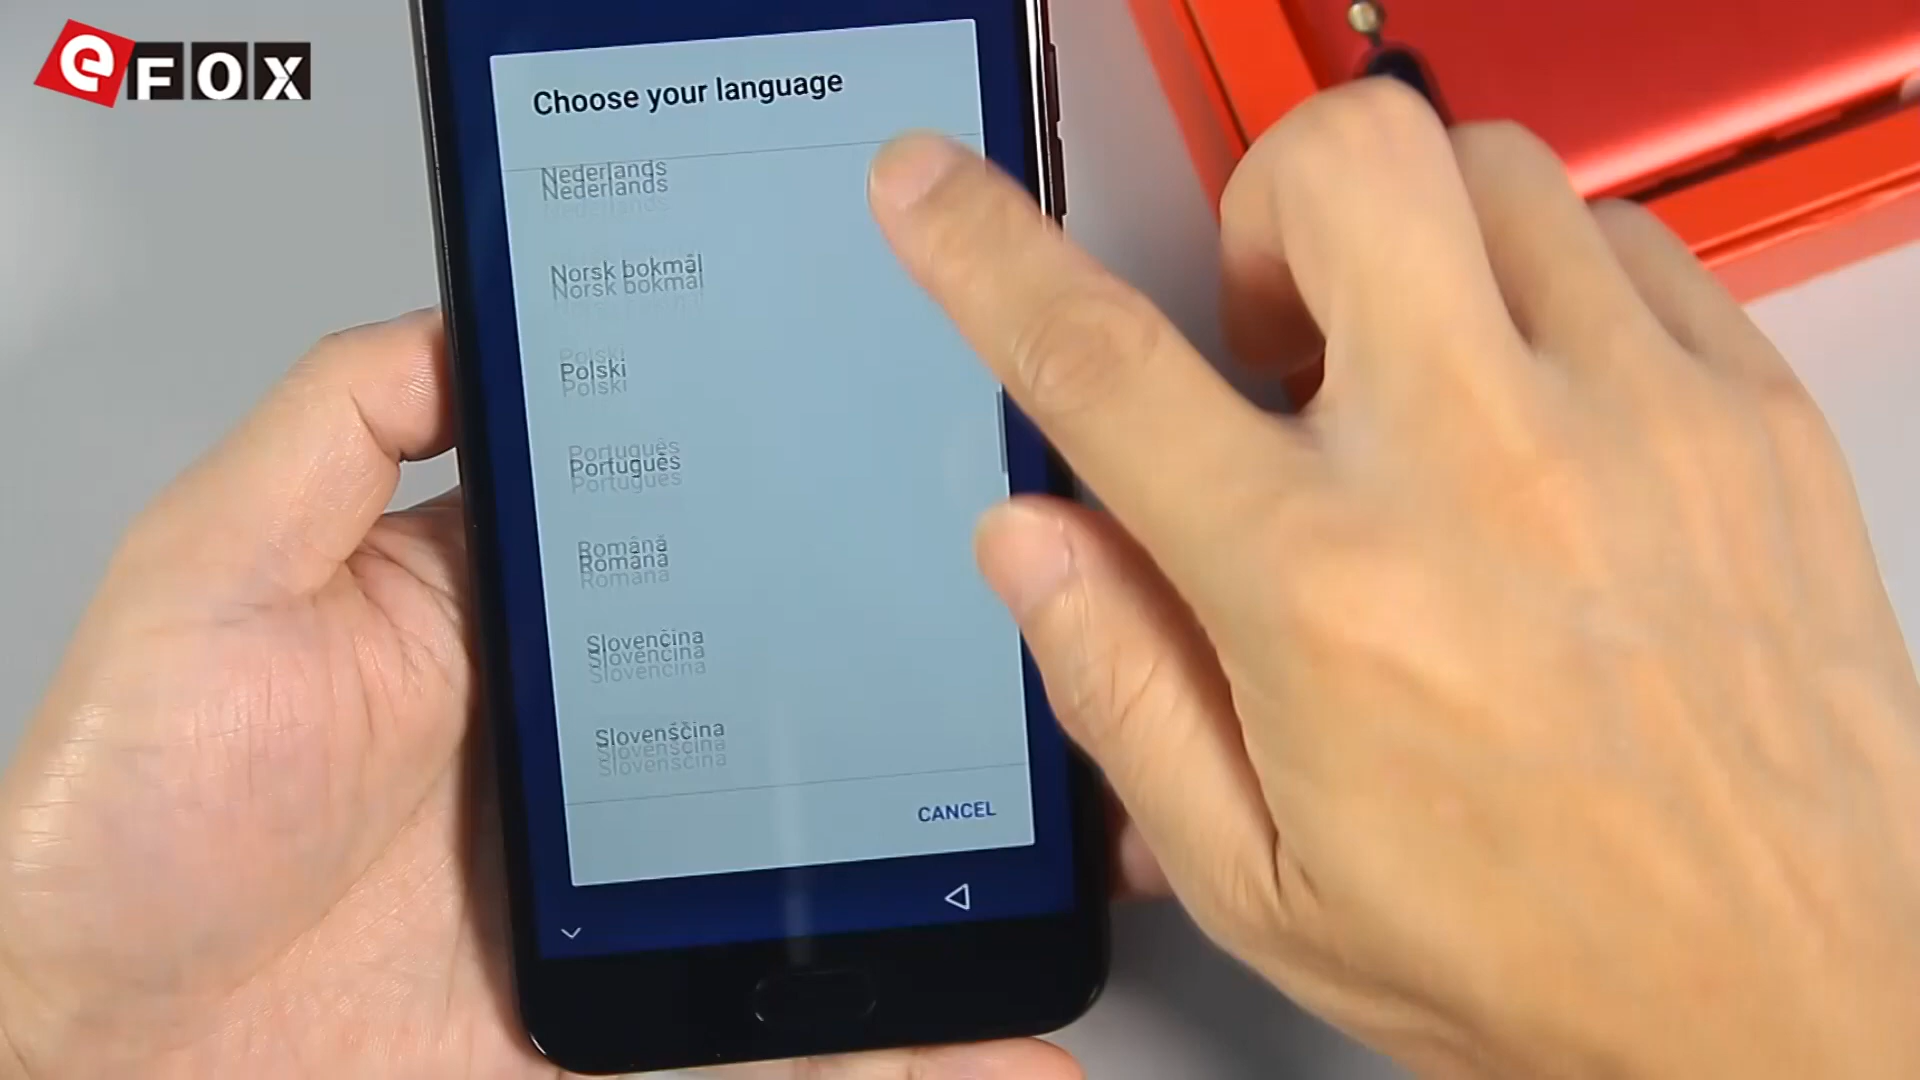 eFOX
Choose your language
Nederlands
Norsk bokmål
Polski
Português
Română
Slovenčina
Slovenščina
CANCEL